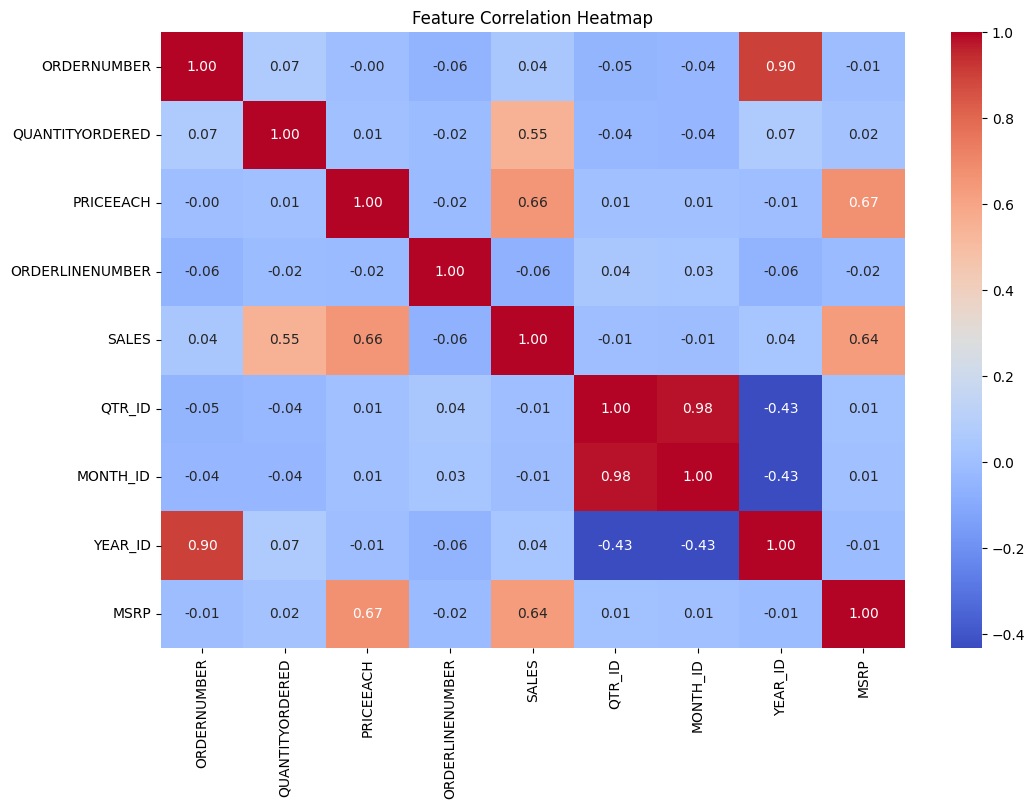 Feature Correlation Heatmap
ORDERNUMBER 1.00 0.07 -0.00 -0.06 0.04 -0.05 -0.04 0.90 -0.01
QUANTITYORDERED 0.07 1.00 0.01 -0.02 0.55 -0.04 -0.04 0.07 0.02
PRICEEACH -0.00 0.01 1.00 -0.02 0.66 0.01 0.01 -0.01 0.67
ORDERLINENUMBER -0.06 -0.02 -0.02 1.00 -0.06 0.04 0.03 -0.06 -0.02
SALES 0.04 0.55 0.66 -0.06 1.00 -0.01 -0.01 0.04 0.64
QTR_ID -0.05 -0.04 0.01 0.04 -0.01 1.00 0.98 -0.43 0.01
MONTH_ID -0.04 -0.04 0.01 0.03 -0.01 0.98 1.00 -0.43 0.01
YEAR_ID 0.90 0.07 -0.01 -0.06 0.04 -0.43 -0.43 1.00 -0.01
MSRP -0.01 0.02 0.67 -0.02 0.64 0.01 0.01 -0.01 1.00
ORDERNUMBER
QUANTITYORDERED
PRICEEACH
ORDERLINENUMBER
SALES
QTR_ID
MONTH_ID
YEAR_ID
MSRP
1.0
0.8
0.6
0.4
0.2
0.0
−0.2
−0.4